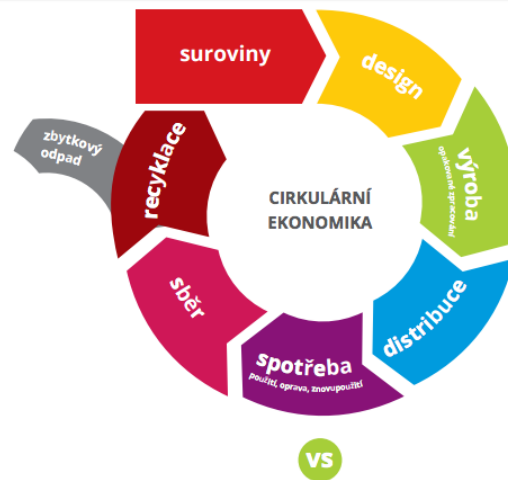 suroviny
design
výroba
opakované zpracování
distribuce
spotřeba
použití, oprava, znovupoužití
sběr
recyklace
zbytkový
odpad
CIRKULÁRNÍ
EKONOMIKA
VS